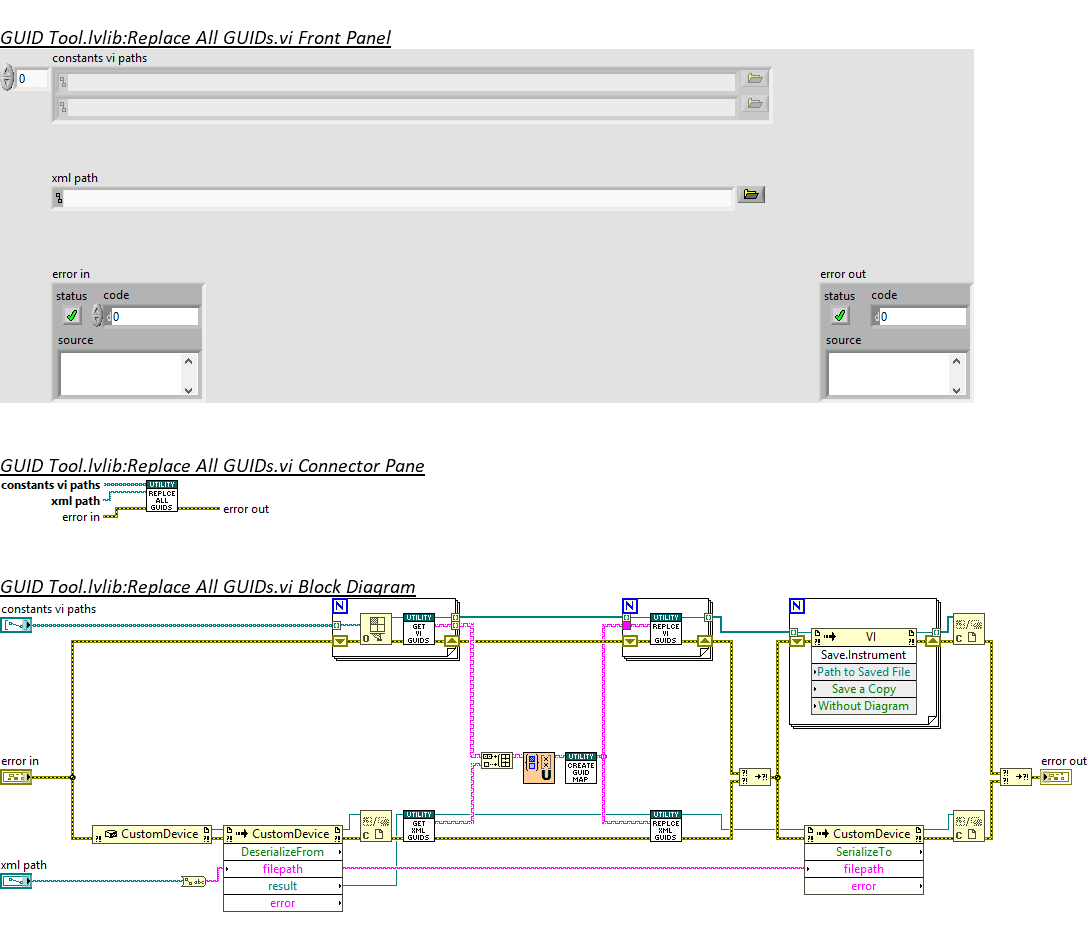 GUID Tool.lvlib:Replace All GUIDs.vi Front Panel
constants vi paths
0
xml path
error in
status code
0
source
error out
status code
0
source
GUID Tool.lvlib:Replace All GUIDs.vi Connector Pane
constants vi paths
xml path
error in
UTILITY
REPLCE
ALL
GUIDS
error out
GUID Tool.lvlib:Replace All GUIDs.vi Block Diagram
constants vi paths
N
UTILITY
GET
VI
GUIDS
N
UTILITY
REPLCE
VI
GUIDS
N
VI
Save.Instrument
Path to Saved File
Save a Copy
Without Diagram
error in
U
UTILITY
CREATE
GUID
MAP
error out
CustomDevice
CustomDevice
DeserializeFrom
filepath
result
error
UTILITY
GET
XML
GUIDS
UTILITY
REPLCE
XML
GUIDS
CustomDevice
SerializeTo
filepath
error
xml path
abc